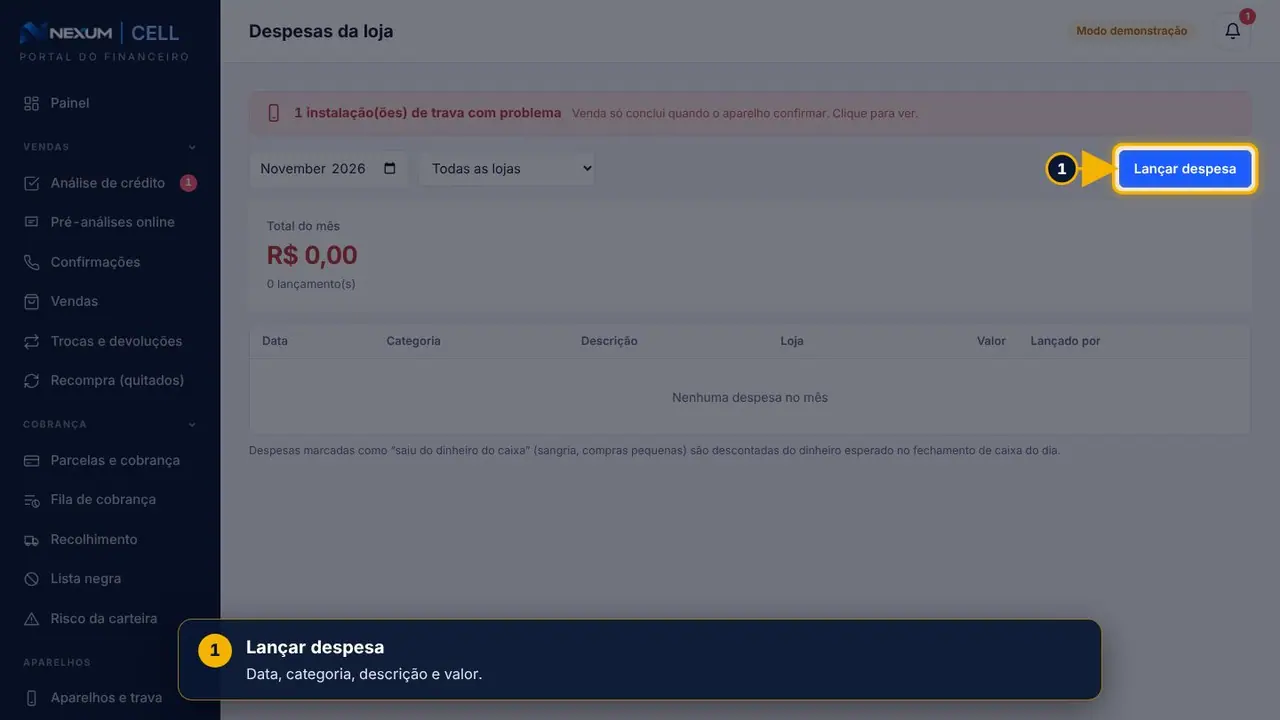 NEXUM | CELL
PORTAL DO FINANCEIRO
Painel
VENDAS
Análise de crédito 1
Pré-análises online
Confirmações
Vendas
Trocas e devoluções
Recompra (quitados)
COBRANÇA
Parcelas e cobrança
Fila de cobrança
Recolhimento
Lista negra
Risco da carteira
APARELHOS
Aparelhos e trava
Despesas da loja
Modo demonstração
1
1 instalação(ões) de trava com problema Venda só conclui quando o aparelho confirmar. Clique para ver.
November 2026 Todas as lojas
1 Lançar despesa
Total do mês
R$ 0,00
0 lançamento(s)
Data Categoria Descrição Loja Valor Lançado por
Nenhuma despesa no mês
Despesas marcadas como "saiu do dinheiro do caixa" (sangria, compras pequenas) são descontadas do dinheiro esperado no fechamento de caixa do dia.
1 Lançar despesa
Data, categoria, descrição e valor.